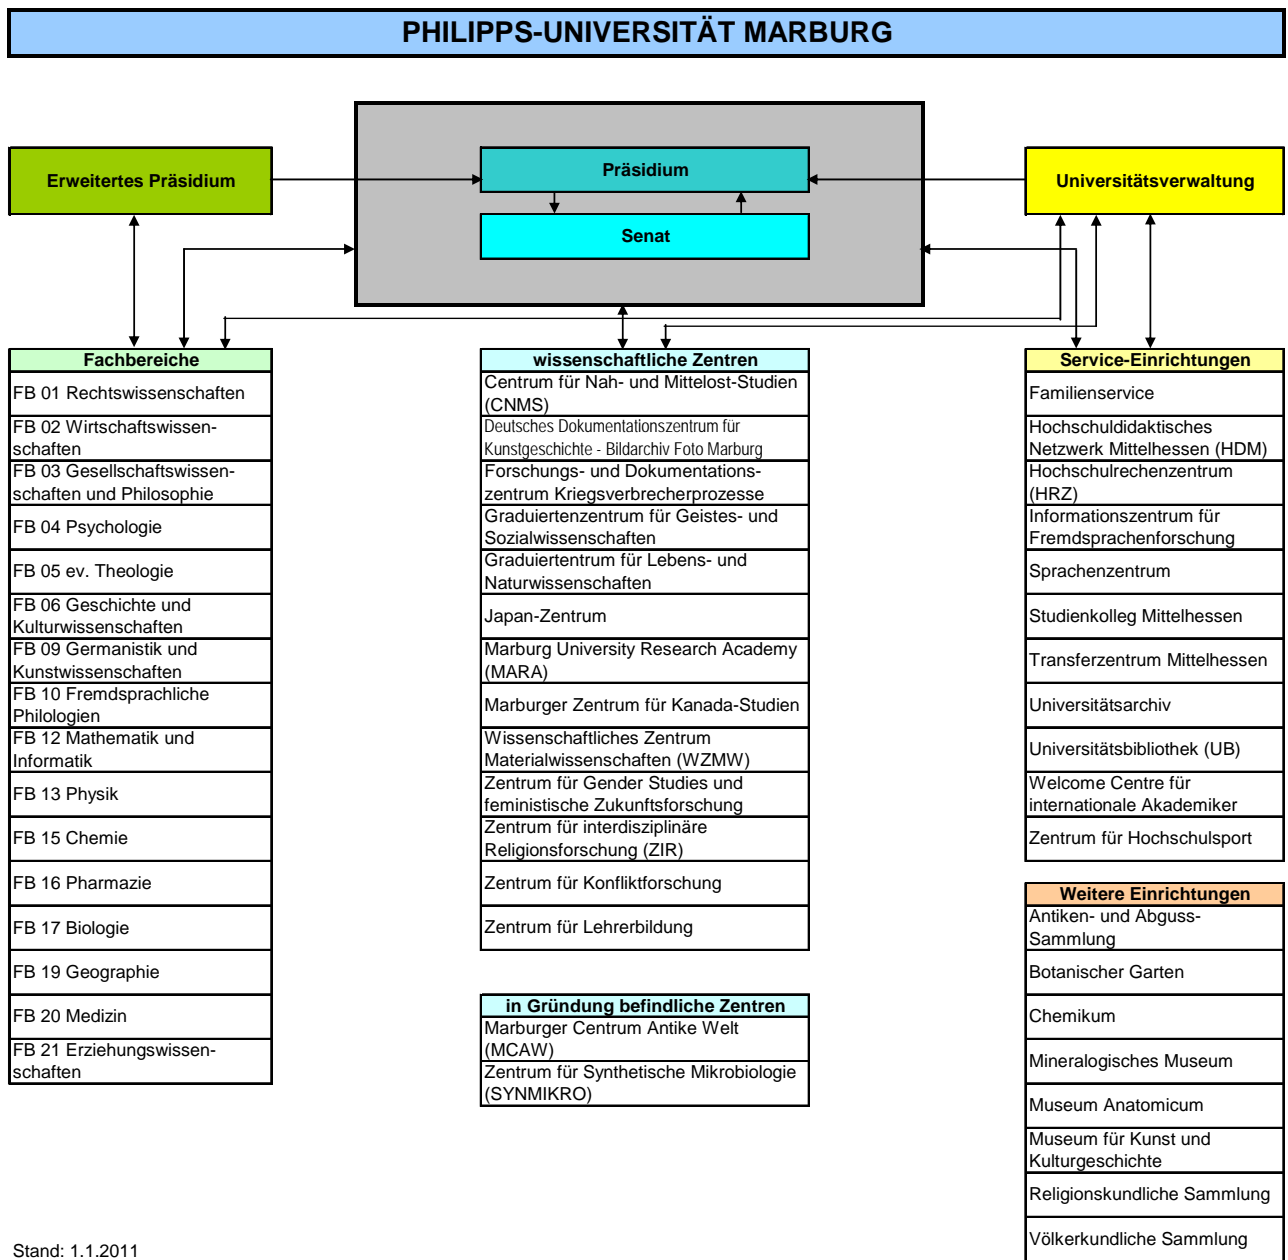 PHILIPPS-UNIVERSITÄT MARBURG
Erweitertes Präsidium
Präsidium
Universitätsverwaltung
Senat
Fachbereiche
FB 01 Rechtswissenschaften
FB 02 Wirtschaftswissen-
schaften
FB 03 Gesellschaftswissen-
schaften und Philosophie
FB 04 Psychologie
FB 05 ev. Theologie
FB 06 Geschichte und
Kulturwissenschaften
FB 09 Germanistik und
Kunstwissenschaften
FB 10 Fremdsprachliche
Philologien
FB 12 Mathematik und
Informatik
FB 13 Physik
FB 15 Chemie
FB 16 Pharmazie
FB 17 Biologie
FB 19 Geographie
FB 20 Medizin
FB 21 Erziehungswissen-
schaften
wissenschaftliche Zentren
Centrum für Nah- und Mittelost-Studien
(CNMS)
Deutsches Dokumentationszentrum für
Kunstgeschichte - Bildarchiv Foto Marburg
Forschungs- und Dokumentations-
zentrum Kriegsverbrecherprozesse
Graduiertenzentrum für Geistes- und
Sozialwissenschaften
Graduiertentrum für Lebens- und
Naturwissenschaften
Japan-Zentrum
Marburg University Research Academy
(MARA)
Marburger Zentrum für Kanada-Studien
Wissenschaftliches Zentrum
Materialwissenschaften (WZMW)
Zentrum für Gender Studies und
feministische Zukunftsforschung
Zentrum für interdisziplinäre
Religionsforschung (ZIR)
Zentrum für Konfliktforschung
Zentrum für Lehrerbildung
in Gründung befindliche Zentren
Marburger Centrum Antike Welt
(MCAW)
Zentrum für Synthetische Mikrobiologie
(SYNMIKRO)
Service-Einrichtungen
Familienservice
Hochschuldidaktisches
Netzwerk Mittelhessen (HDM)
Hochschulrechenzentrum
(HRZ)
Informationszentrum für
Fremdsprachenforschung
Sprachenzentrum
Studienkolleg Mittelhessen
Transferzentrum Mittelhessen
Universitätsarchiv
Universitätsbibliothek (UB)
Welcome Centre für
internationale Akademiker
Zentrum für Hochschulsport
Weitere Einrichtungen
Antiken- und Abguss-
Sammlung
Botanischer Garten
Chemikum
Mineralogisches Museum
Museum Anatomicum
Museum für Kunst und
Kulturgeschichte
Religionskundliche Sammlung
Völkerkundliche Sammlung
Stand: 1.1.2011